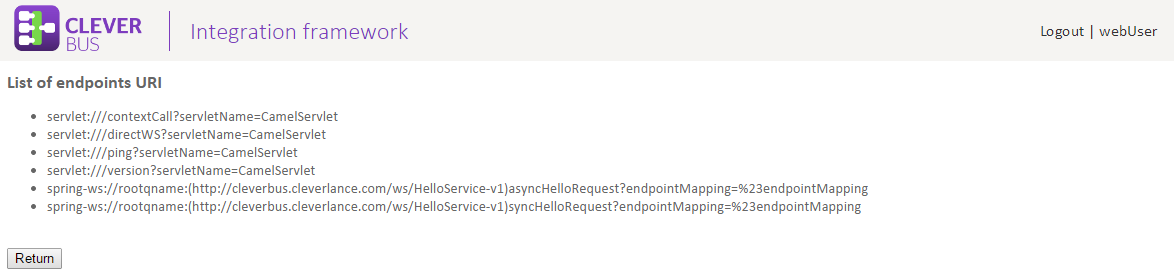 CLEVER
BUS
Integration framework
Logout | webUser
List of endpoints URI
servlet:///contextCall?servletName=CamelServlet
servlet:///directWS?servletName=CamelServlet
servlet:///ping?servletName=CamelServlet
servlet:///version?servletName=CamelServlet
spring-ws://rootqname:(http://cleverbus.cleverlance.com/ws/HelloService-v1)asyncHelloRequest?endpointMapping=%23endpointMapping
spring-ws://rootqname:(http://cleverbus.cleverlance.com/ws/HelloService-v1)syncHelloRequest?endpointMapping=%23endpointMapping
Return